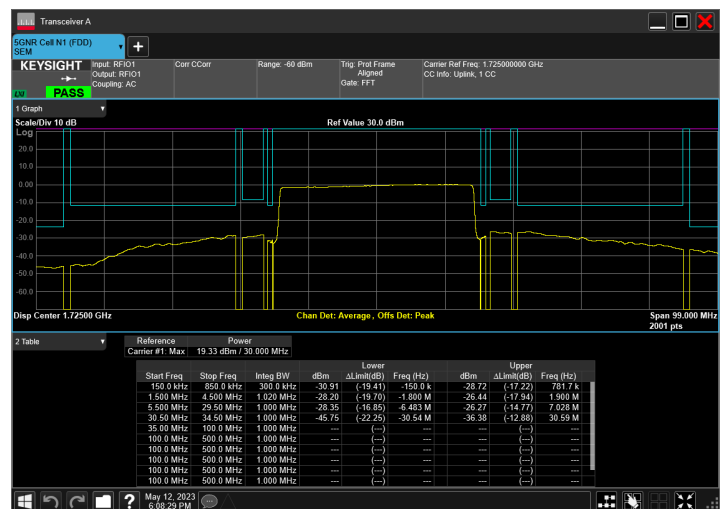 Transceiver A
5GNR Cell N1 (FDD)
SEM
KEYSIGHT
Input: RFIO1
Output: RFIO1
Coupling: AC
Corr CCorr
Range: -60 dBm
Trig: Prot Frame
Aligned
Gate: FFT
Carrier Ref Freq: 1.725000000 GHz
CC Info: Uplink, 1 CC
LXI
PASS
1 Graph
Scale/Div 10 dB
Ref Value 30.0 dBm
Log
20.0
10.0
0.00
-10.0
-20.0
-30.0
-40.0
-50.0
-60.0
Disp Center 1.72500 GHz
Chan Det: Average , Offs Det: Peak
Span 99.000 MHz
2001 pts
2 Table
Reference Power
Carrier #1: Max 19.33 dBm / 30.000 MHz
Lower Upper
Start Freq Stop Freq Integ BW dBm ΔLimit(dB) Freq (Hz) dBm ΔLimit(dB) Freq (Hz)
150.0 kHz 850.0 kHz 300.0 kHz -30.91 (-19.41) -150.0 k -28.72 (-17.22) 781.7 k
1.500 MHz 4.500 MHz 1.020 MHz -28.20 (-19.70) -1.800 M -26.44 (-17.94) 1.900 M
5.500 MHz 29.50 MHz 1.000 MHz -28.35 (-16.85) -6.483 M -26.27 (-14.77) 7.028 M
30.50 MHz 34.50 MHz 1.000 MHz -45.75 (-22.25) -30.54 M -36.38 (-12.88) 30.59 M
35.00 MHz 100.0 MHz 1.000 MHz --- (---) --- --- (---) ---
100.0 MHz 500.0 MHz 1.000 MHz --- (---) --- --- (---) ---
100.0 MHz 500.0 MHz 1.000 MHz --- (---) --- --- (---) ---
100.0 MHz 500.0 MHz 1.000 MHz --- (---) --- --- (---) ---
100.0 MHz 500.0 MHz 1.000 MHz --- (---) --- --- (---) ---
100.0 MHz 500.0 MHz 1.000 MHz --- (---) --- --- (---) ---
May 12, 2023
6:08:29 PM